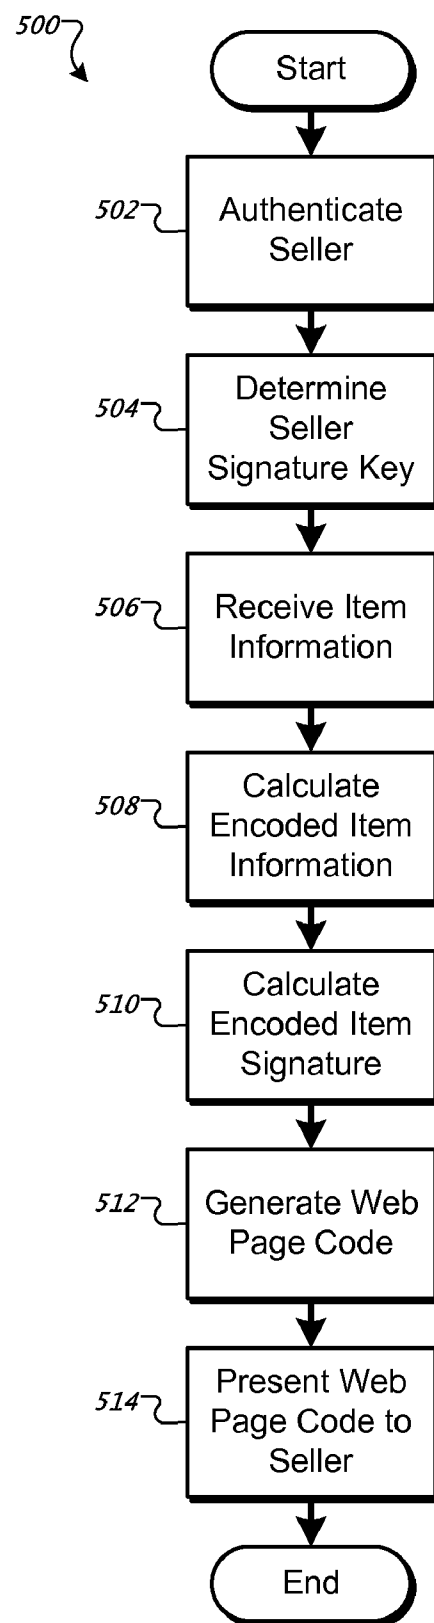 500
Start
502
Authenticate
Seller
504
Determine
Seller
Signature Key
506
Receive Item
Information
508
Calculate
Encoded Item
Information
510
Calculate
Encoded Item
Signature
512
Generate Web
Page Code
514
Present Web
Page Code to
Seller
End